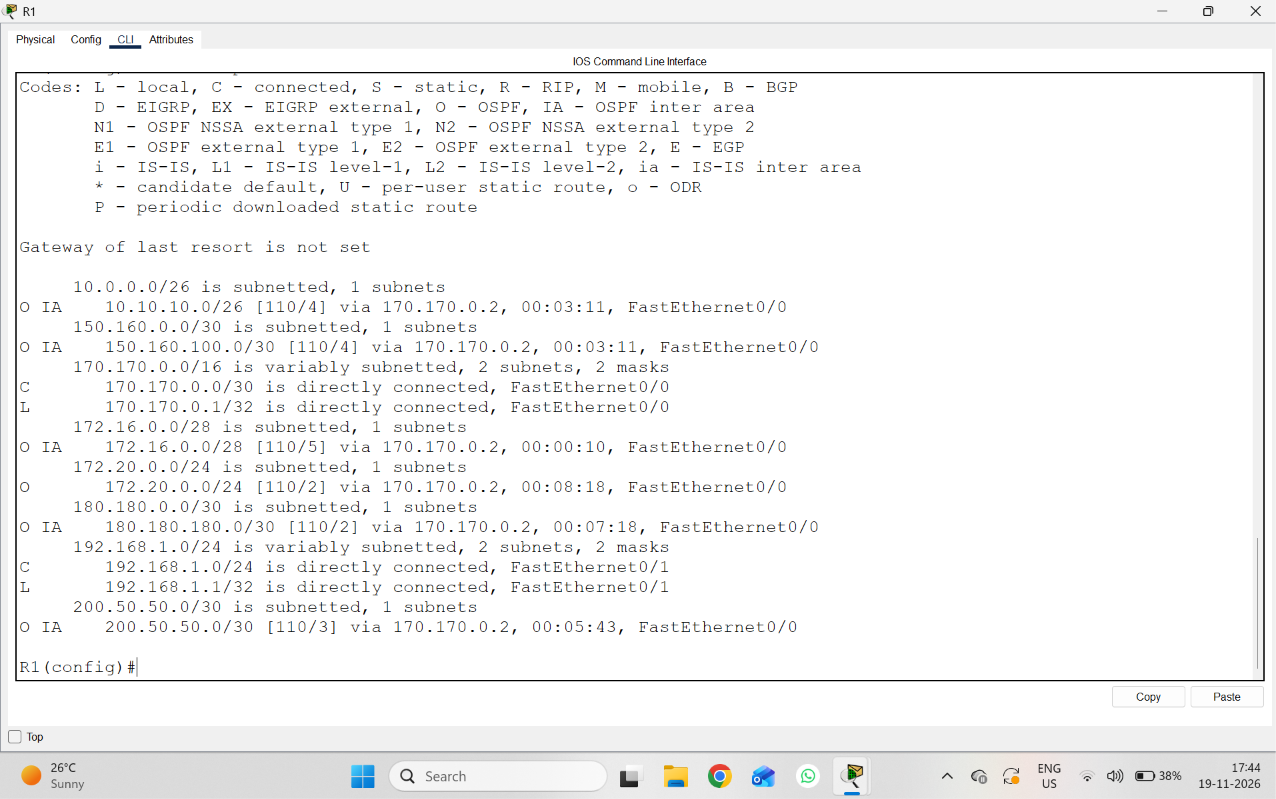 R1
Physical Config CLI Attributes
IOS Command Line Interface
Codes: L - local, C - connected, S - static, R - RIP, M - mobile, B - BGP
D - EIGRP, EX - EIGRP external, O - OSPF, IA - OSPF inter area
N1 - OSPF NSSA external type 1, N2 - OSPF NSSA external type 2
E1 - OSPF external type 1, E2 - OSPF external type 2, E - EGP
i - IS-IS, L1 - IS-IS level-1, L2 - IS-IS level-2, ia - IS-IS inter area
* - candidate default, U - per-user static route, o - ODR
P - periodic downloaded static route
Gateway of last resort is not set
10.0.0.0/26 is subnetted, 1 subnets
O IA 10.10.10.0/26 [110/4] via 170.170.0.2, 00:03:11, FastEthernet0/0
150.160.0.0/30 is subnetted, 1 subnets
O IA 150.160.100.0/30 [110/4] via 170.170.0.2, 00:03:11, FastEthernet0/0
170.170.0.0/16 is variably subnetted, 2 subnets, 2 masks
C 170.170.0.0/30 is directly connected, FastEthernet0/0
L 170.170.0.1/32 is directly connected, FastEthernet0/0
172.16.0.0/28 is subnetted, 1 subnets
O IA 172.16.0.0/28 [110/5] via 170.170.0.2, 00:00:10, FastEthernet0/0
172.20.0.0/24 is subnetted, 1 subnets
O 172.20.0.0/24 [110/2] via 170.170.0.2, 00:08:18, FastEthernet0/0
180.180.0.0/30 is subnetted, 1 subnets
O IA 180.180.180.0/30 [110/2] via 170.170.0.2, 00:07:18, FastEthernet0/0
192.168.1.0/24 is variably subnetted, 2 subnets, 2 masks
C 192.168.1.0/24 is directly connected, FastEthernet0/1
L 192.168.1.1/32 is directly connected, FastEthernet0/1
200.50.50.0/30 is subnetted, 1 subnets
O IA 200.50.50.0/30 [110/3] via 170.170.0.2, 00:05:43, FastEthernet0/0
R1(config)#
Copy Paste
Top
26°C
Sunny
Search
ENG
US
38%
17:44
19-11-2026